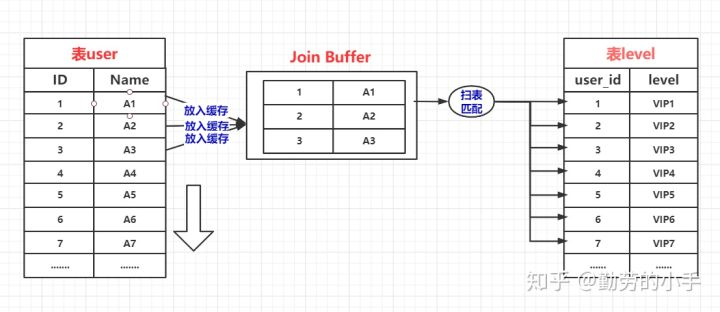 表user
ID Name
1 A1
2 A2
3 A3
4 A4
5 A5
6 A6
7 A7
....... .......
放入缓存
放入缓存
放入缓存
Join Buffer
1 A1
2 A2
3 A3
扫表
匹配
表level
user_id level
1 VIP1
2 VIP2
3 VIP3
4 VIP4
5 VIP5
6 VIP6
7 VIP7
....... .......
知乎 @勤劳的小手